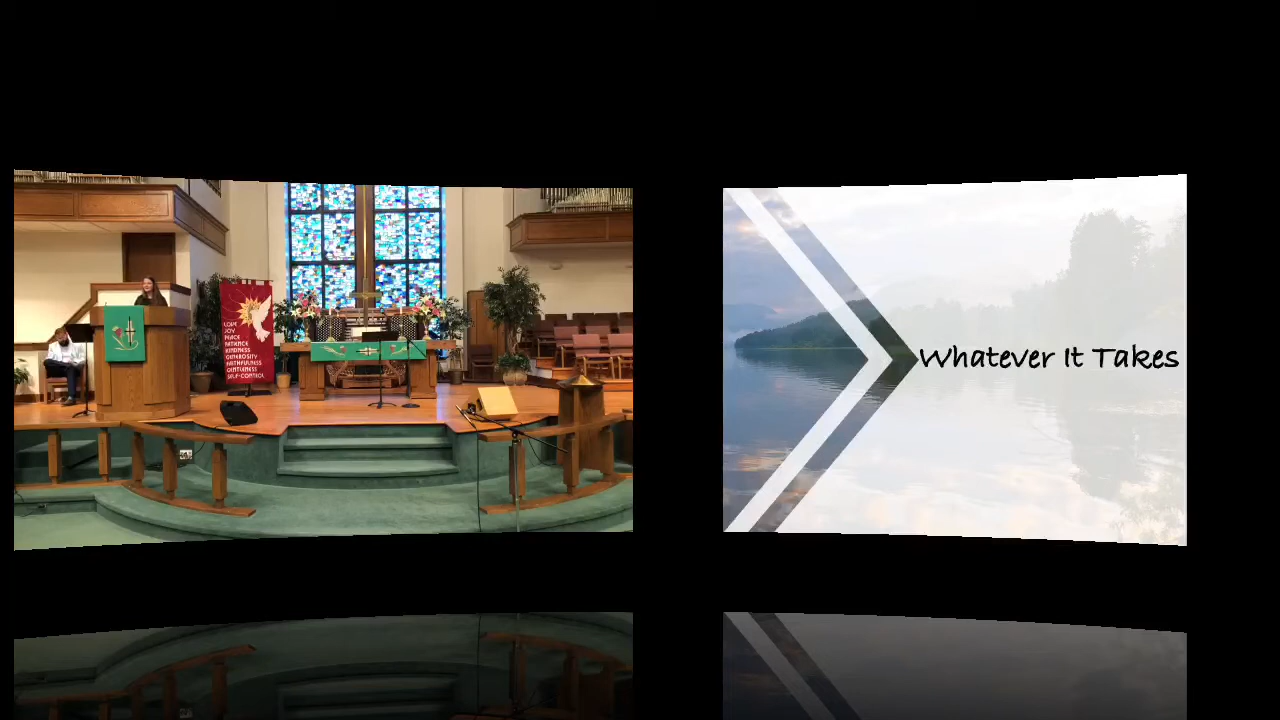 LOVE
JOY
PEACE
PATIENCE
KINDNESS
GENEROSITY
FAITHFULNESS
GENTLENESS
SELF-CONTROL
Whatever It Takes